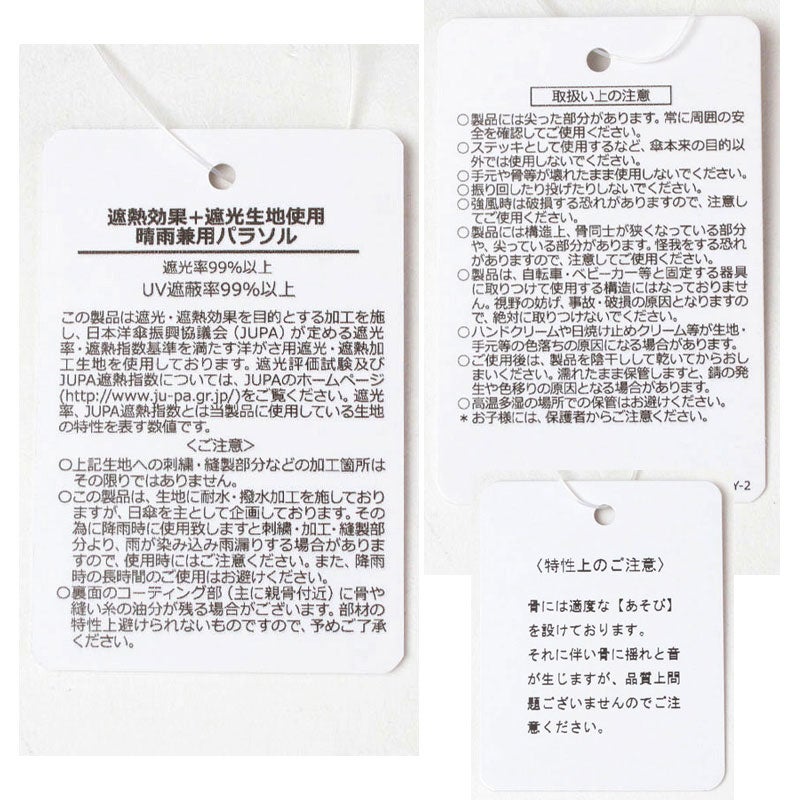 遮熱効果+遮光生地使用
晴雨兼用パラソル
遮光率99%以上
UV遮蔽率99%以上
この製品は遮光・遮熱効果を目的とする加工を施
し、日本洋傘振興協議会(JUPA)が定める遮光
率・遮熱指数基準を満たす洋がさ用遮光・遮熱加
工生地を使用しております。遮光評価試験及び
JUPA遮熱指数については、JUPAのホームページ
(http://www.ju-pa.gr.jp/)をご覧ください。遮光
率、JUPA遮熱指数とは当製品に使用している生地
の特性を表す数値です。
<ご注意>
○上記生地への刺繍・縫製部分などの加工箇所は
その限りではありません。
○この製品は、生地に耐水・撥水加工を施しており
ますが、日傘を主として企画しております。その
為に降雨時に使用致しますと刺繍・加工・縫製部
分より、雨が染み込み雨漏りする場合がありま
すので、使用時にはご注意ください。また、降雨
時の長時間のご使用はお避けください。
○裏面のコーティング部(主に親骨付近)に骨や
縫い糸の油分が残る場合がございます。部材の
特性上避けられないものですので、予めご了承
ください。
取扱い上の注意
○製品には尖った部分があります。常に周囲の安
全を確認してご使用ください。
○ステッキとして使用するなど、傘本来の目的以
外では使用しないでください。
○手元や骨等が壊れたまま使用しないでください。
○振り回したり投げたりしないでください。
○強風時は破損する恐れがありますので、注意し
てご使用ください。
○製品には構造上、骨同士が狭くなっている部分
や、尖っている部分があります。怪我をする恐れ
がありますので、注意してご使用ください。
○製品は、自転車・ベビーカー等と固定する器具
に取りつけて使用する構造にはなっておりませ
ん。視野の妨げ、事故・破損の原因となりますの
で、絶対に取りつけないでください。
○ハンドクリームや日焼け止めクリーム等が生地・
手元等の色落ちの原因になる場合があります。
○ご使用後は、製品を陰干しして乾いてからおし
まいください。濡れたまま保管しますと、錆の発
生や色移りの原因となる場合があります。
○高温多湿の場所での保管はお避けください。
*お子様には、保護者からご注意ください。
Y-2
〈特性上のご注意〉
骨には適度な【あそび】
を設けております。
それに伴い骨に揺れと音
が生じますが、品質上問
題ございませんのでご注
意ください。